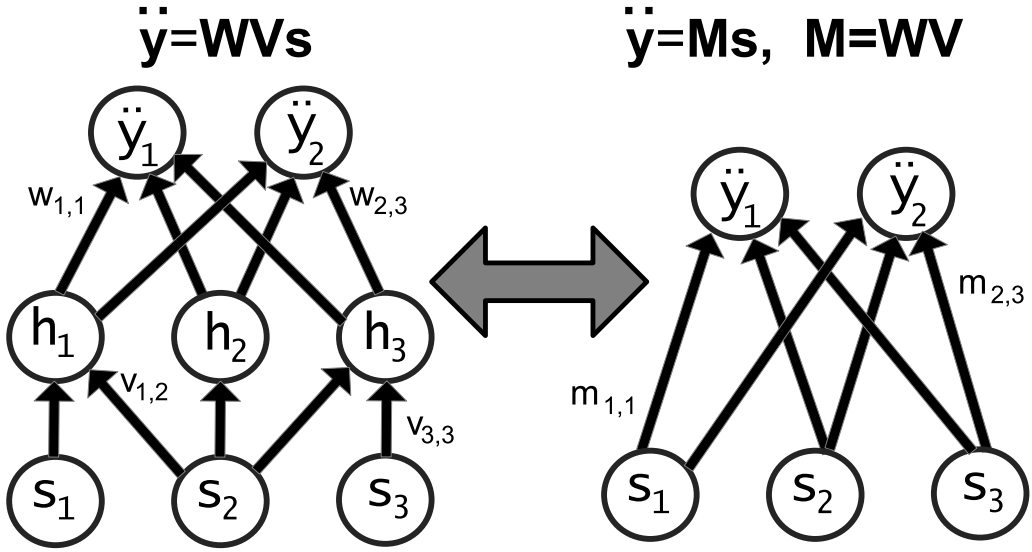 ÿ=WVs
ÿ=Ms, M=WV
ÿ1
ÿ2
w1,1
w2,3
h1
h2
h3
v1,2
v3,3
s1
s2
s3
ÿ1
ÿ2
m1,1
m2,3
s1
s2
s3